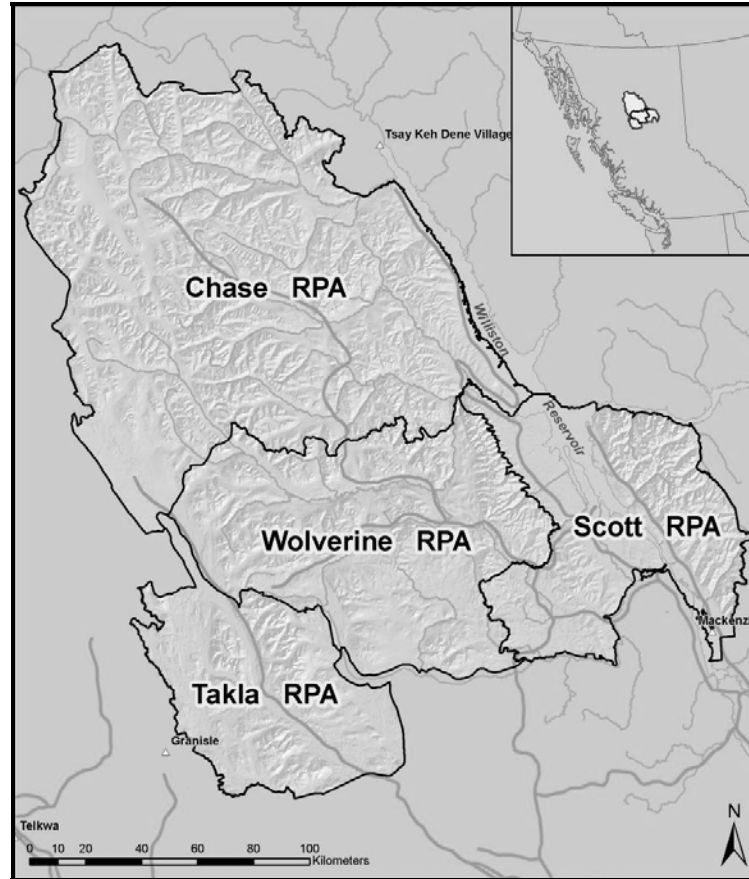 Tsay Keh Dene Village
Chase RPA
Williston
Reservoir
Wolverine RPA
Scott RPA
Mackenzi
Takla RPA
Granisle
Telkwa
N
0 10 20 40 60 80 100
Kilometers